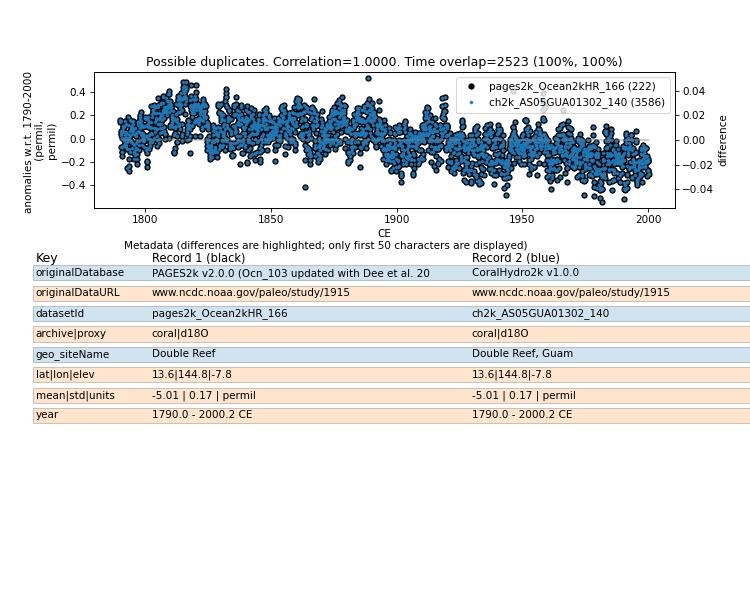 Possible duplicates. Correlation=1.0000. Time overlap=2523 (100%, 100%)
anomalies w.r.t. 1790-2000
(permil,
permil)
0.4
0.2
0.0
−0.2
−0.4
pages2k_Ocean2kHR_166 (222)
ch2k_AS05GUA01302_140 (3586)
0.04
0.02
0.00
−0.02
−0.04
difference
1800 1850 1900 1950 2000
CE
Metadata (differences are highlighted; only first 50 characters are displayed)
Key Record 1 (black) Record 2 (blue)
originalDatabase PAGES2k v2.0.0 (Ocn_103 updated with Dee et al. 20 CoralHydro2k v1.0.0
originalDataURL www.ncdc.noaa.gov/paleo/study/1915 www.ncdc.noaa.gov/paleo/study/1915
datasetId pages2k_Ocean2kHR_166 ch2k_AS05GUA01302_140
archive|proxy coral|d18O coral|d18O
geo_siteName Double Reef Double Reef, Guam
lat|lon|elev 13.6|144.8|-7.8 13.6|144.8|-7.8
mean|std|units -5.01 | 0.17 | permil -5.01 | 0.17 | permil
year 1790.0 - 2000.2 CE 1790.0 - 2000.2 CE